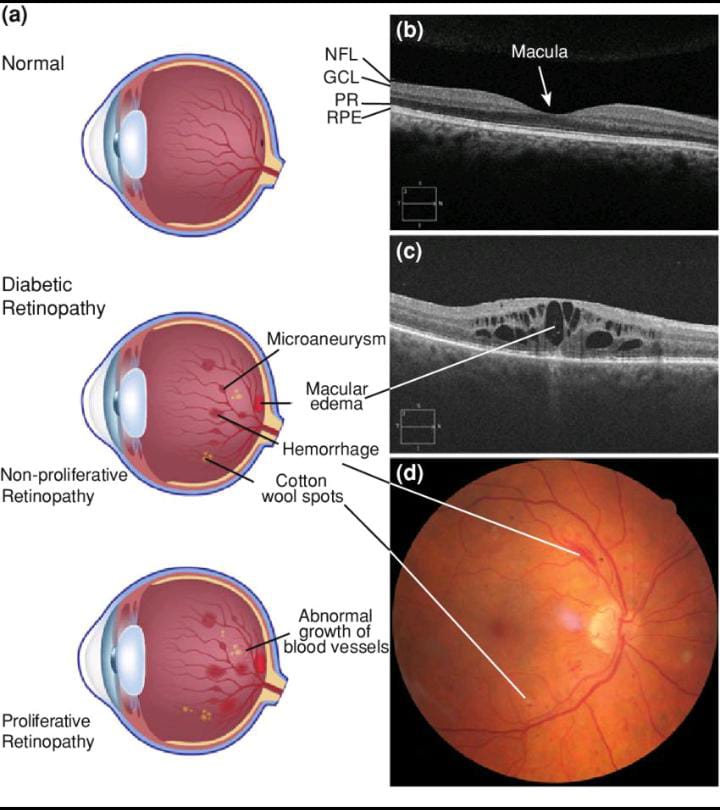 (a)
Normal
Diabetic
Retinopathy
Microaneurysm
Macular
edema
Hemorrhage
Cotton
wool spots
Non-proliferative
Retinopathy
Abnormal
growth of
blood vessels
Proliferative
Retinopathy
(b)
Macula
NFL
GCL
PR
RPE
(c)
(d)